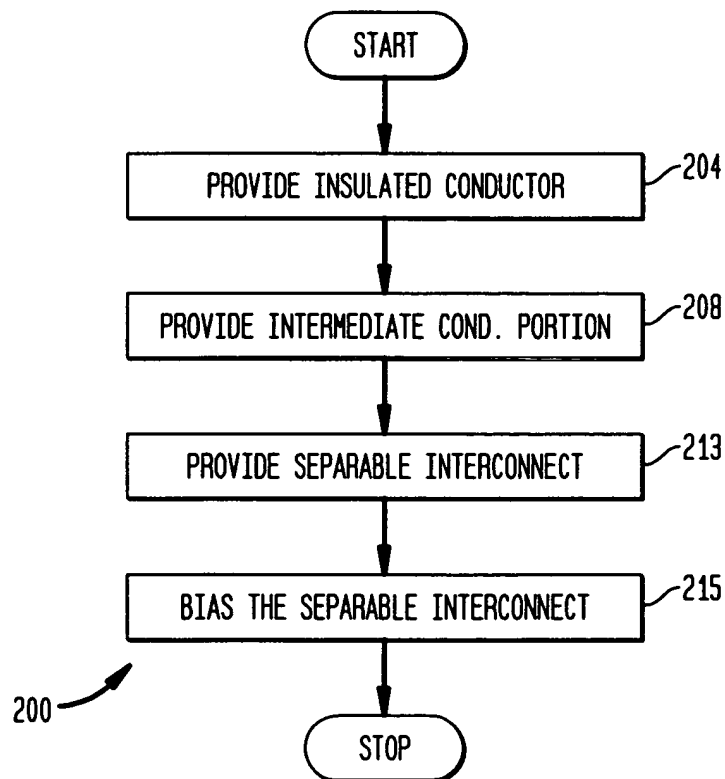 START
PROVIDE INSULATED CONDUCTOR
204
PROVIDE INTERMEDIATE COND. PORTION
208
PROVIDE SEPARABLE INTERCONNECT
213
BIAS THE SEPARABLE INTERCONNECT
215
200
STOP